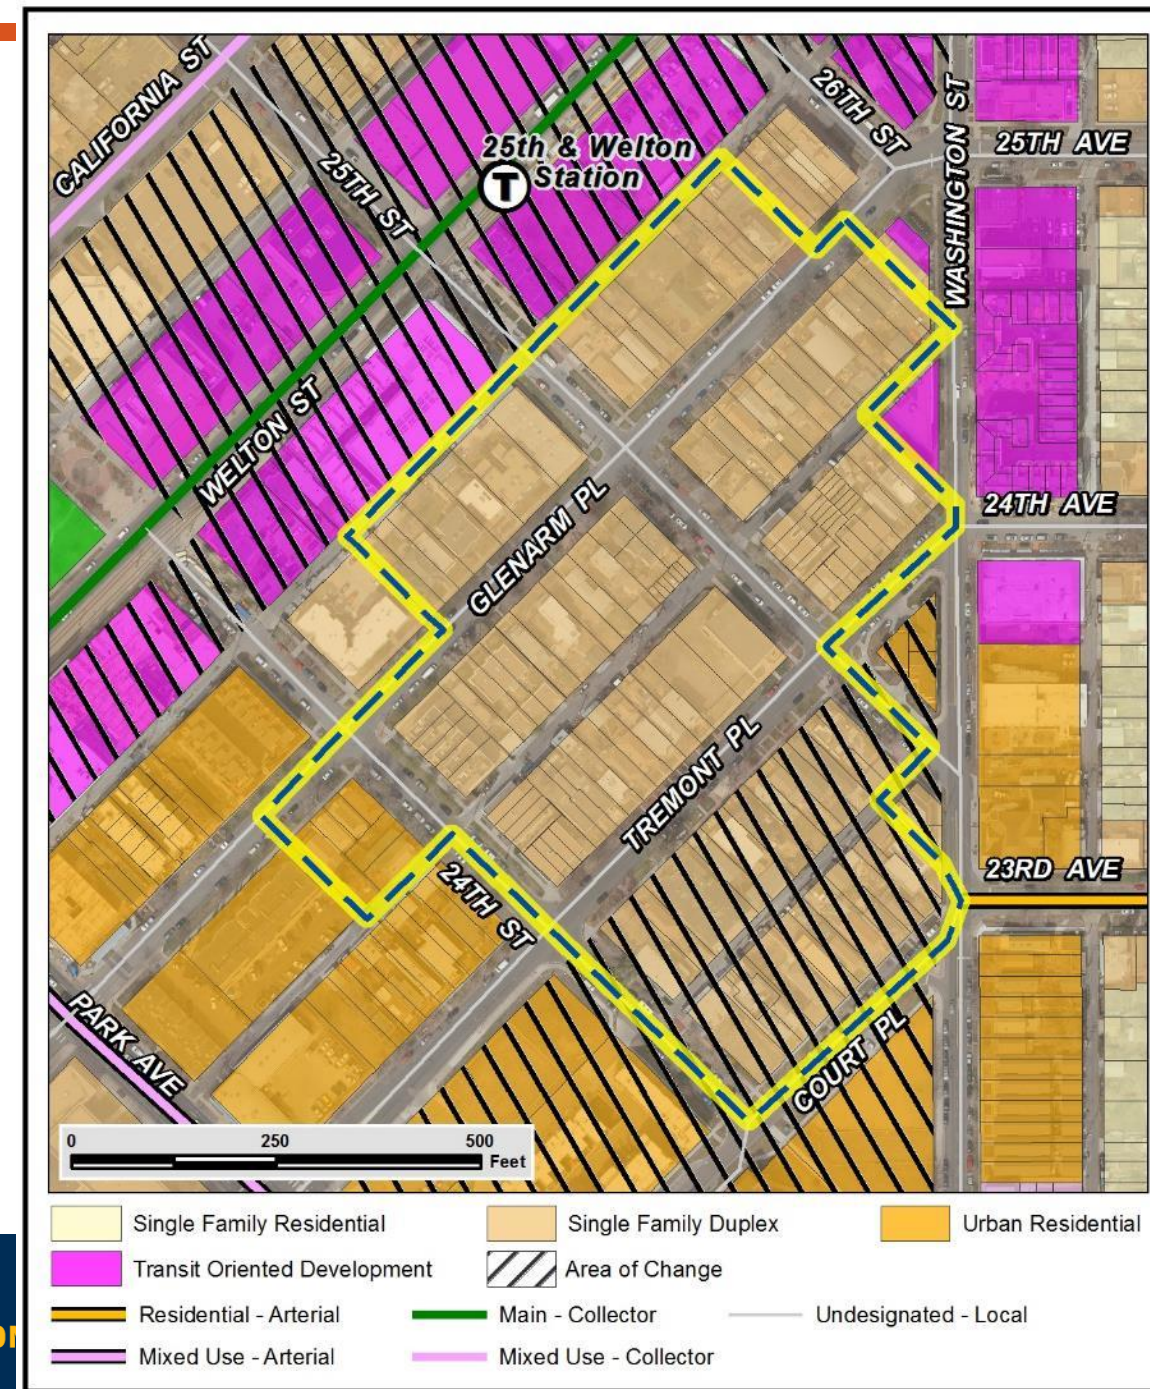 CALIFORNIA ST
25TH ST
26TH ST
WASHINGTON ST
25TH AVE
25th & Welton
Station
T
WELTON ST
24TH AVE
GLENARM PL
TREMONT PL
23RD AVE
24TH ST
PARK AVE
COURT PL
0 250 500
Feet
Single Family Residential
Single Family Duplex
Urban Residential
Transit Oriented Development
Area of Change
Residential - Arterial
Main - Collector
Undesignated - Local
Mixed Use - Arterial
Mixed Use - Collector